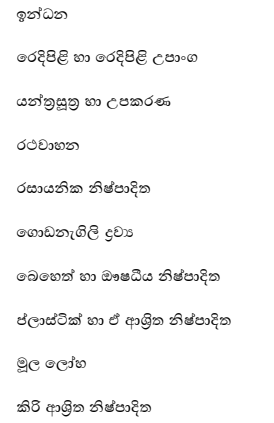 ඉන්ධන
රෙදිපිළි හා රෙදිපිළි උපාංග
යන්ත්‍රසූත්‍ර හා උපකරණ
රථවාහන
රසායනික නිෂ්පාදිත
ගොඩනැගිලි ද්‍රව්‍ය
බෙහෙත් හා ඖෂධීය නිෂ්පාදිත
ප්ලාස්ටික් හා ඒ ආශ්‍රිත නිෂ්පාදිත
මූල ලෝහ
කිරි ආශ්‍රිත නිෂ්පාදිත